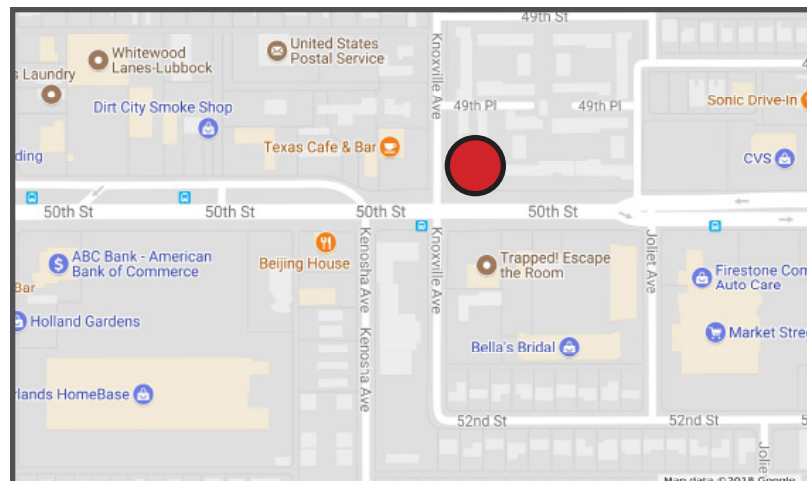 49th St
Whitewood
Lanes-Lubbock
United States
Postal Service
Knoxville Ave
s Laundry
Dirt City Smoke Shop
49th Pl
49th Pl
Sonic Drive-In
Texas Cafe & Bar
ding
CVS
50th St
50th St
50th St
50th St
ABC Bank - American
Bank of Commerce
Beijing House
Kenosha Ave
Knoxville Ave
Trapped! Escape
the Room
Joliet Ave
Firestone Com
Auto Care
Bar
Holland Gardens
Kenosha Ave
Bella's Bridal
Market Stree
rlands HomeBase
52nd St
52nd St
5
Joliet
Map data ©2018 Google